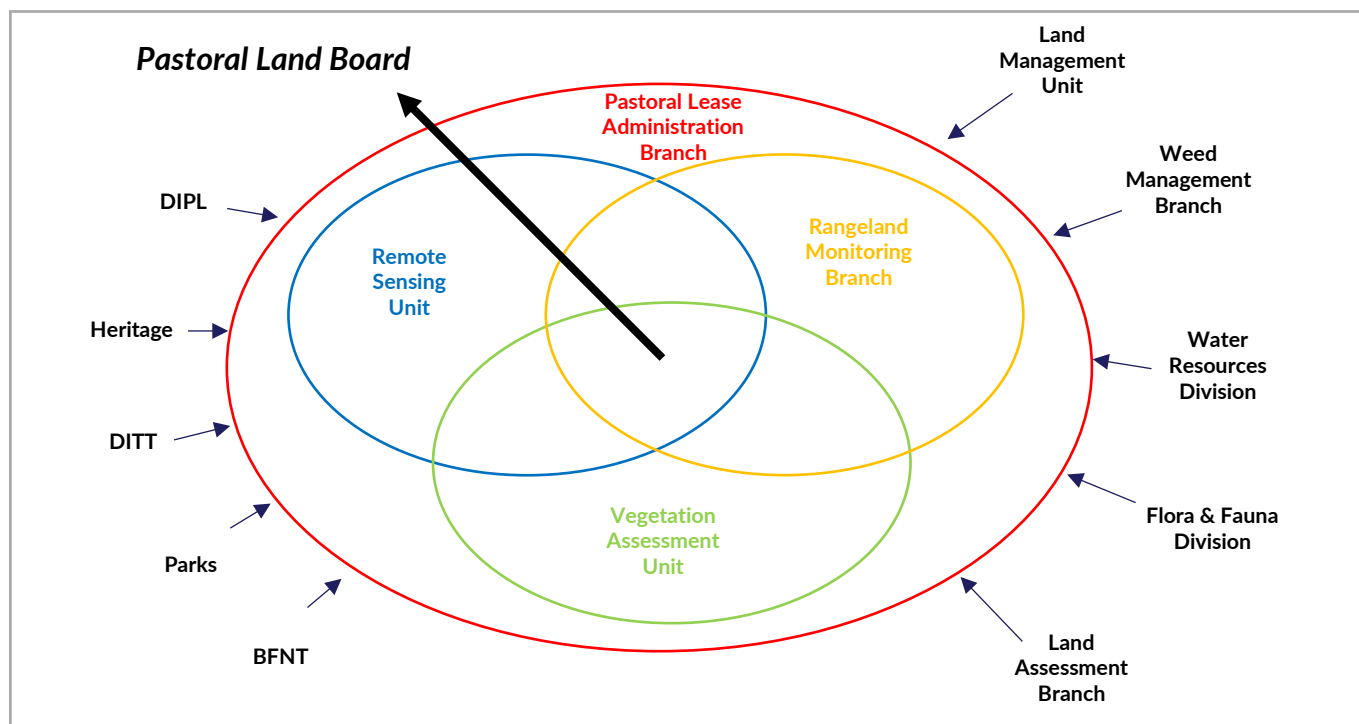 Pastoral Land Board
Land
Management
Unit
Pastoral Lease
Administration
Branch
Weed
Management
Branch
DIPL
Remote
Sensing
Unit
Rangeland
Monitoring
Branch
Heritage
Water
Resources
Division
DITT
Vegetation
Assessment
Unit
Flora & Fauna
Division
Parks
BFNT
Land
Assessment
Branch